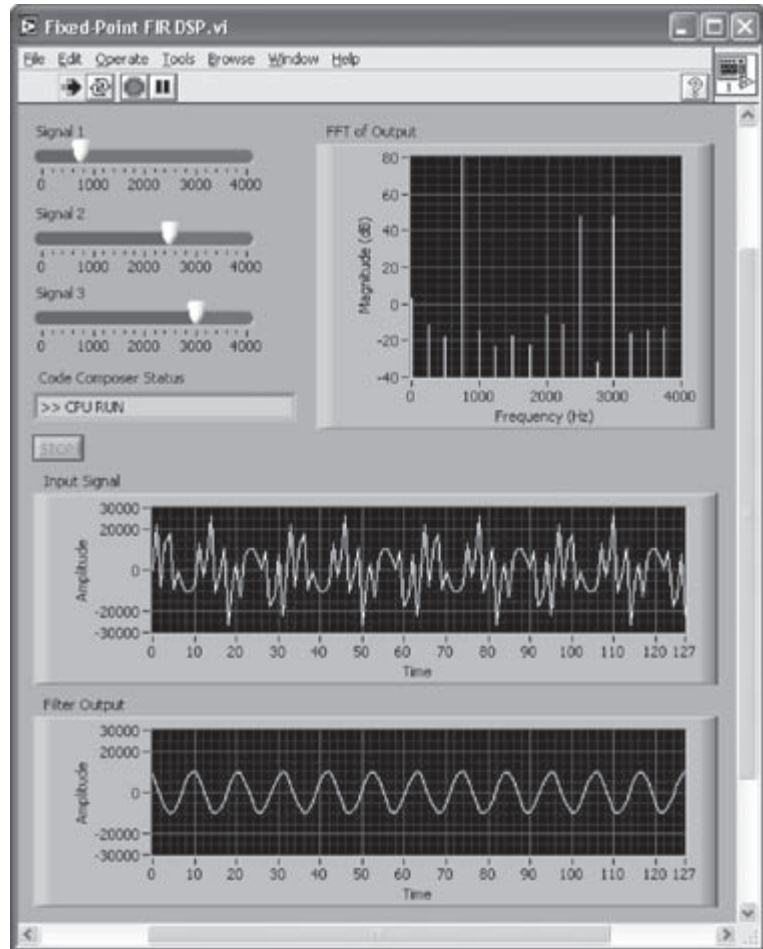 Fixed-Point FIR DSP.vi
File Edit Operate Tools Browse Window Help
1
Signal 1
0 1000 2000 3000 4000
Signal 2
0 1000 2000 3000 4000
Signal 3
0 1000 2000 3000 4000
Code Composer Status
>> CPU RUN
STOP
FFT of Output
Magnitude (dB)
80
60
40
20
0
-20
-40
0 1000 2000 3000 4000
Frequency (Hz)
Input Signal
Amplitude
30000
20000
0
-20000
-30000
0 10 20 30 40 50 60 70 80 90 100 110 120 127
Time
Filter Output
Amplitude
30000
20000
0
-20000
-30000
0 10 20 30 40 50 60 70 80 90 100 110 120 127
Time